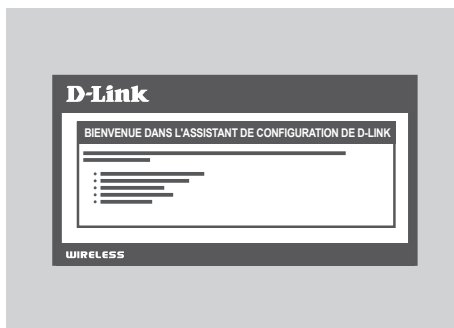 D-Link
BIENVENUE DANS L'ASSISTANT DE CONFIGURATION DE D-LINK
WIRELESS